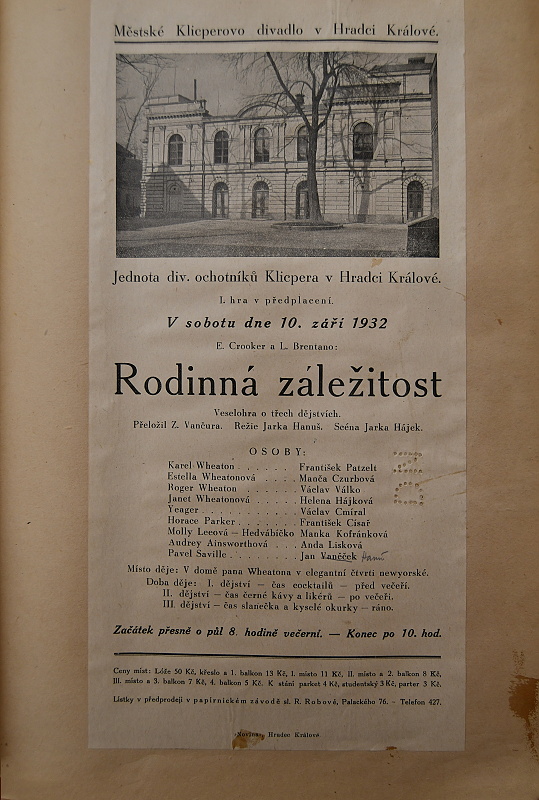 Městské Klicperovo divadlo v Hradci Králové.
Jednota div. ochotníků Klicpera v Hradci Králové.
I. hra v předplacení.
V sobotu dne 10. září 1932
E. Crooker a L. Brentano:
Rodinná záležitost
Veselohra o třech dějstvích.
Přeložil Z. Vančura. Režie Jarka Hanuš. Scéna Jarka Hájek.
OSOBY:
Karel Wheaton . . . . . . František Patzelt
Estella Wheatonová . . . . Manča Czurbová
Roger Wheaton . . . . . . Václav Válko
Janet Wheatonová . . . . . Helena Hájková
Yeager . . . . . . . . . . Václav Cmíral
Horace Parker . . . . . . . František Císař
Molly Leeová - Hedvábíčko Manka Kofránková
Audrey Ainsworthová . . . Anda Lisková
Pavel Saville . . . . . . . . Jan Vaněček Hanuš
Místo děje: V domě pana Wheatona v elegantní čtvrti newyorské.
Doba děje: I. dějství - čas cocktailů - před večeří.
II. dějství - čas černé kávy a likérů - po večeři.
III. dějství - čas slanečka a kyselé okurky - ráno.
Začátek přesně o půl 8. hodině večerní. — Konec po 10. hod.
Ceny míst: Lóže 50 Kč, křeslo a 1. balkon 13 Kč, I. místo 11 Kč, II. místo a 2. balkon 8 Kč,
III. místo a 3. balkon 7 Kč, 4. balkon 5 Kč. K stání parket 4 Kč, studentský 3 Kč, parter 3 Kč.
Lístky v předprodeji v papírnickém závodě sl. R. Robové, Palackého 76. - Telefon 427.
»Novina« Hradec Králové